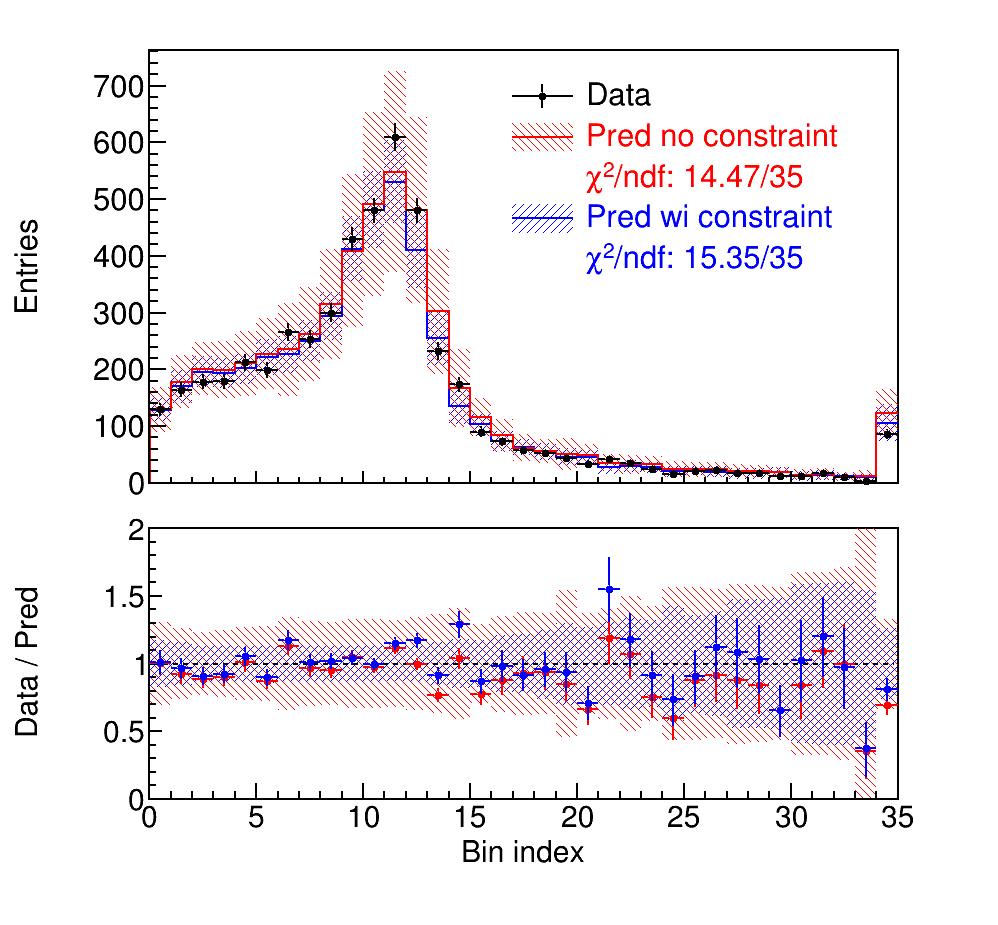 Entries
700
600
500
400
300
200
100
0
Data
Pred no constraint
χ²/ndf: 14.47/35
Pred wi constraint
χ²/ndf: 15.35/35
Data / Pred
2
1.5
1
0.5
0
0 5 10 15 20 25 30 35
Bin index